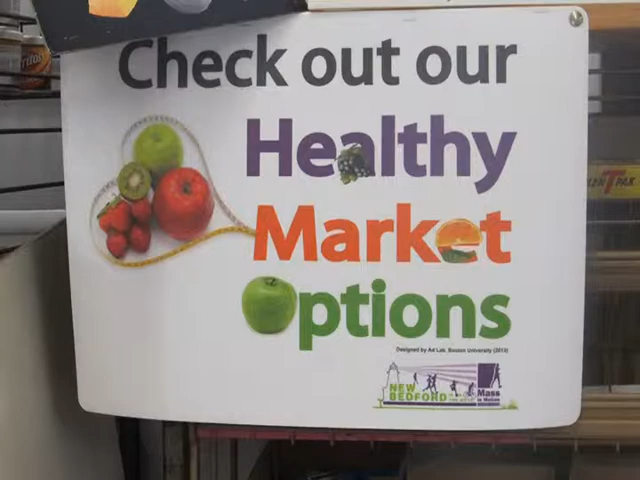 Check out our
Healthy
Market
Options
Designed by Ad Lab, Boston University (2013)
NEW
BEDFORD
Mass
in Motion